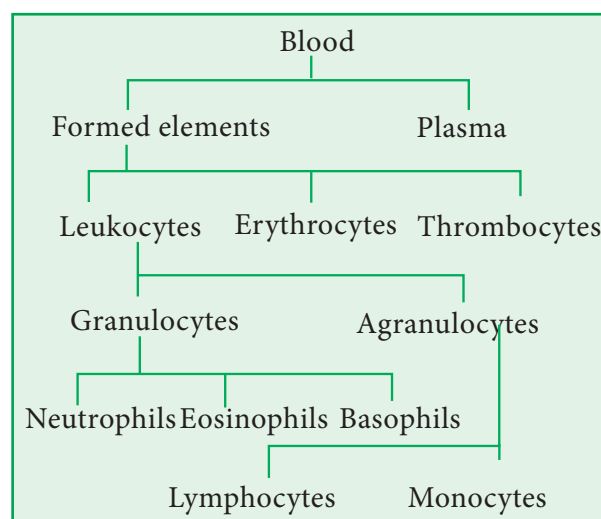 Blood
Formed elements Plasma
Leukocytes Erythrocytes Thrombocytes
Granulocytes Agranulocytes
Neutrophils Eosinophils Basophils
Lymphocytes Monocytes